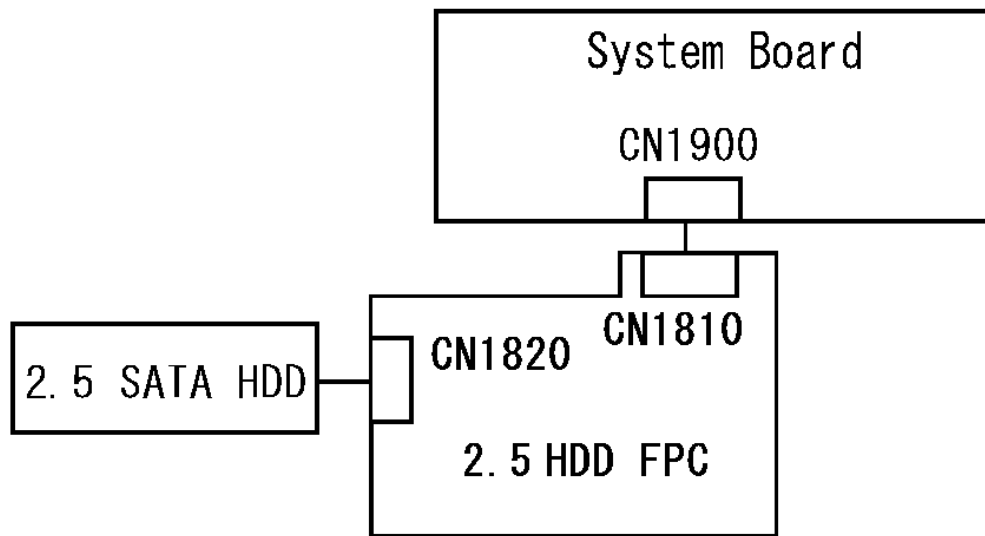 System Board
CN1900
CN1810
CN1820
2.5 SATA HDD
2.5 HDD FPC